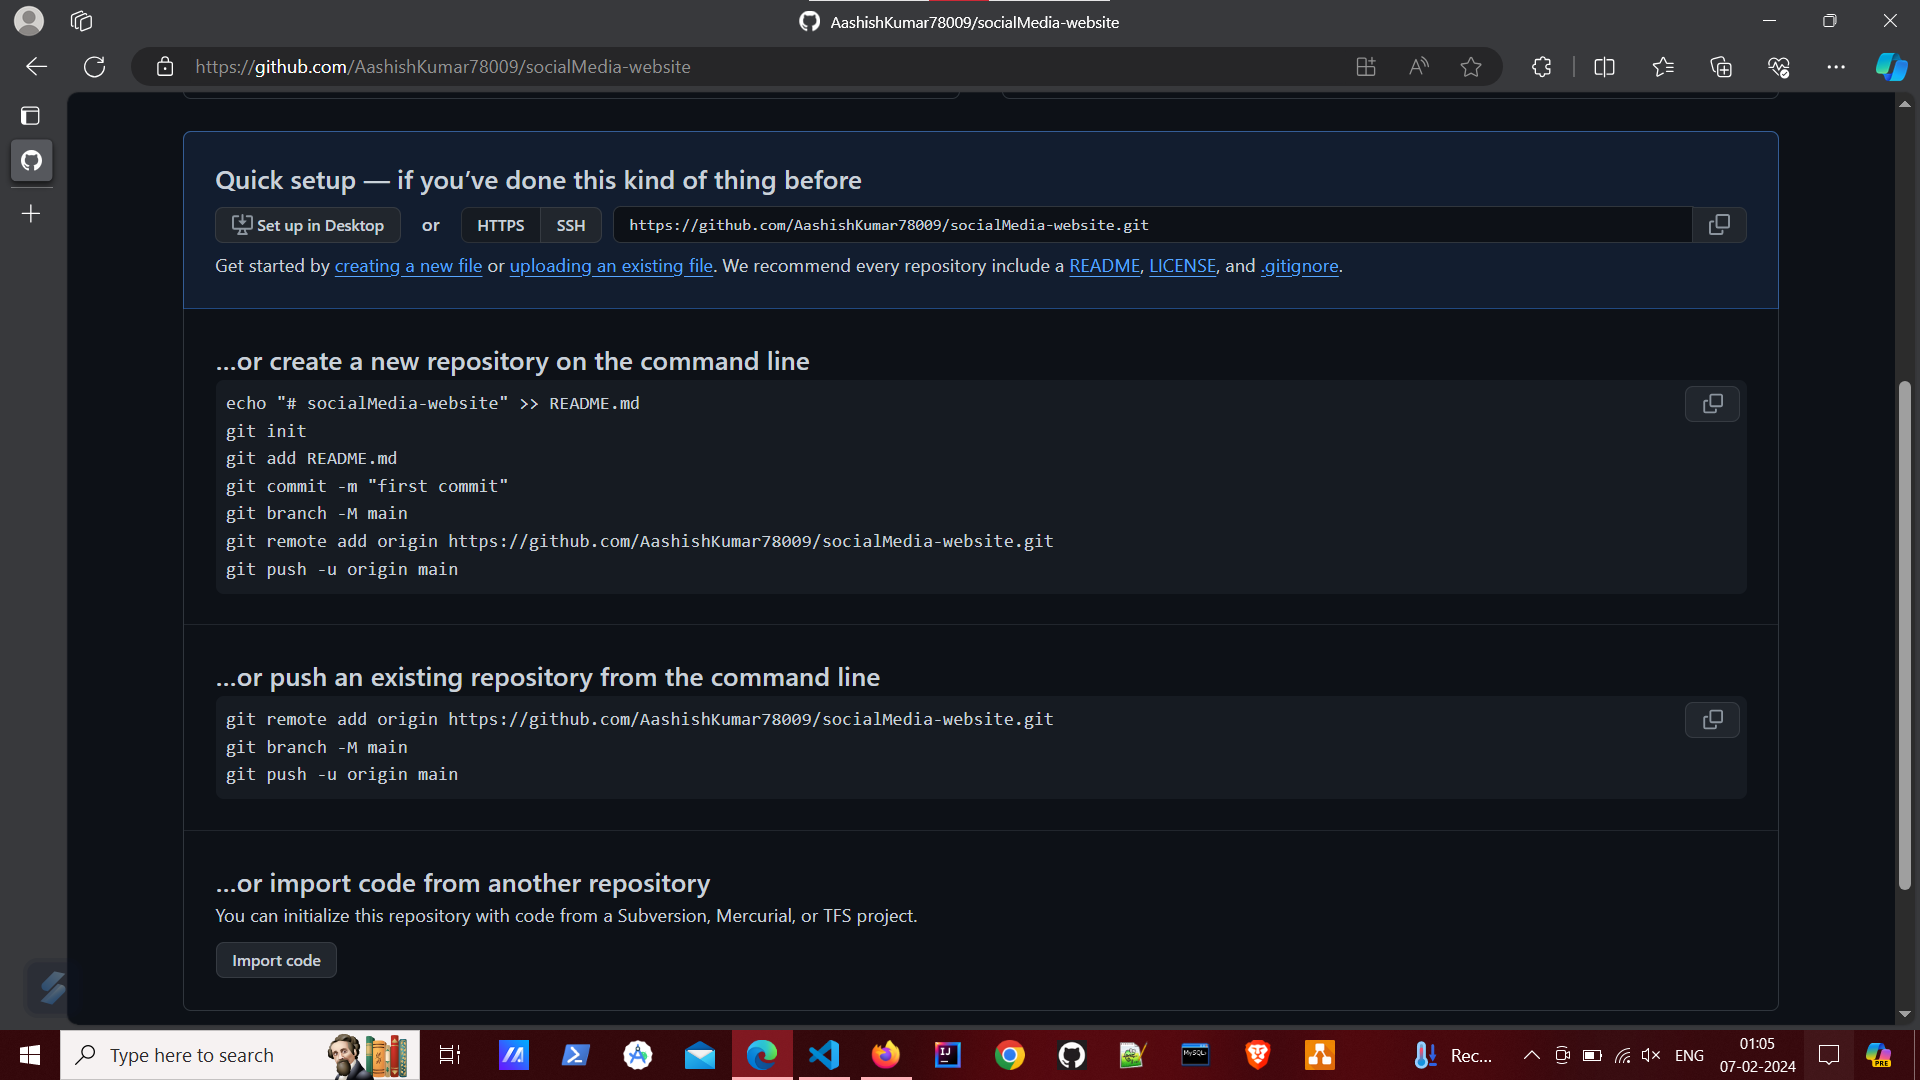 AashishKumar78009/socialMedia-website
https://github.com/AashishKumar78009/socialMedia-website
Quick setup — if you’ve done this kind of thing before
Set up in Desktop or HTTPS SSH https://github.com/AashishKumar78009/socialMedia-website.git
Get started by creating a new file or uploading an existing file. We recommend every repository include a README, LICENSE, and .gitignore.
…or create a new repository on the command line
echo "# socialMedia-website" >> README.md
git init
git add README.md
git commit -m "first commit"
git branch -M main
git remote add origin https://github.com/AashishKumar78009/socialMedia-website.git
git push -u origin main
…or push an existing repository from the command line
git remote add origin https://github.com/AashishKumar78009/socialMedia-website.git
git branch -M main
git push -u origin main
…or import code from another repository
You can initialize this repository with code from a Subversion, Mercurial, or TFS project.
Import code
Type here to search
IJ
MySQL
Rec...
ENG
01:05
07-02-2024
PRE